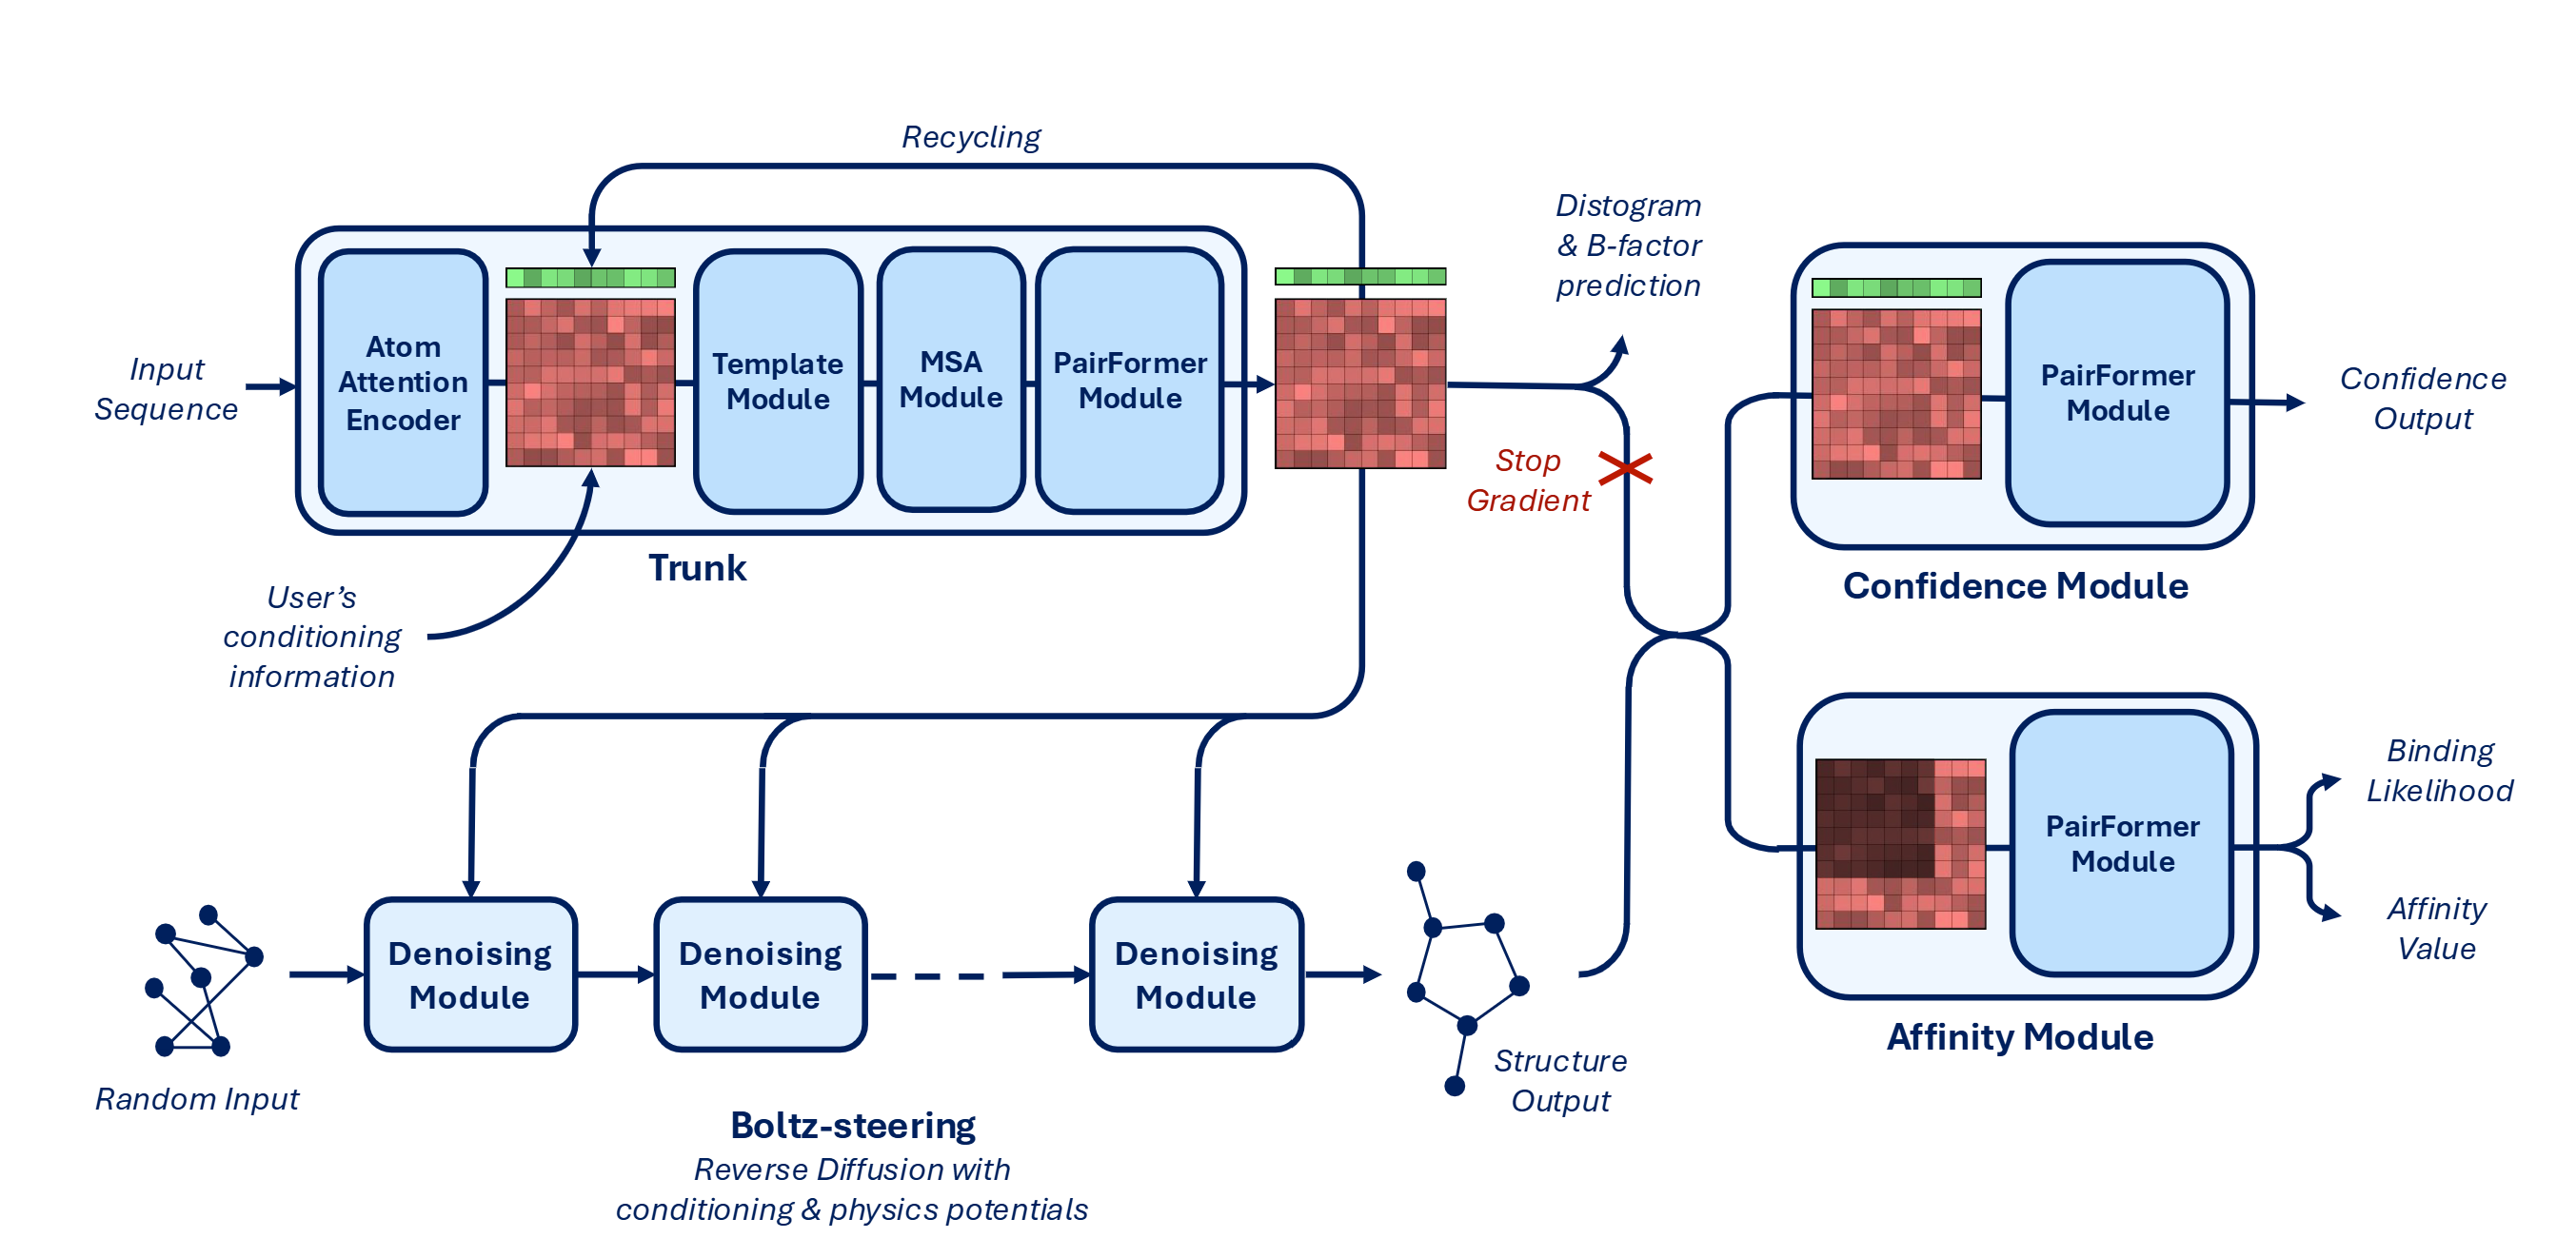 Recycling
Distogram
& B-factor
prediction
Input
Sequence
Atom
Attention
Encoder
Template
Module
MSA
Module
PairFormer
Module
Stop
Gradient
PairFormer
Module
Confidence
Output
Trunk
Confidence Module
User’s
conditioning
information
Binding
Likelihood
PairFormer
Module
Affinity
Value
Denoising
Module
Denoising
Module
Denoising
Module
Affinity Module
Structure
Output
Random Input
Boltz-steering
Reverse Diffusion with
conditioning & physics potentials